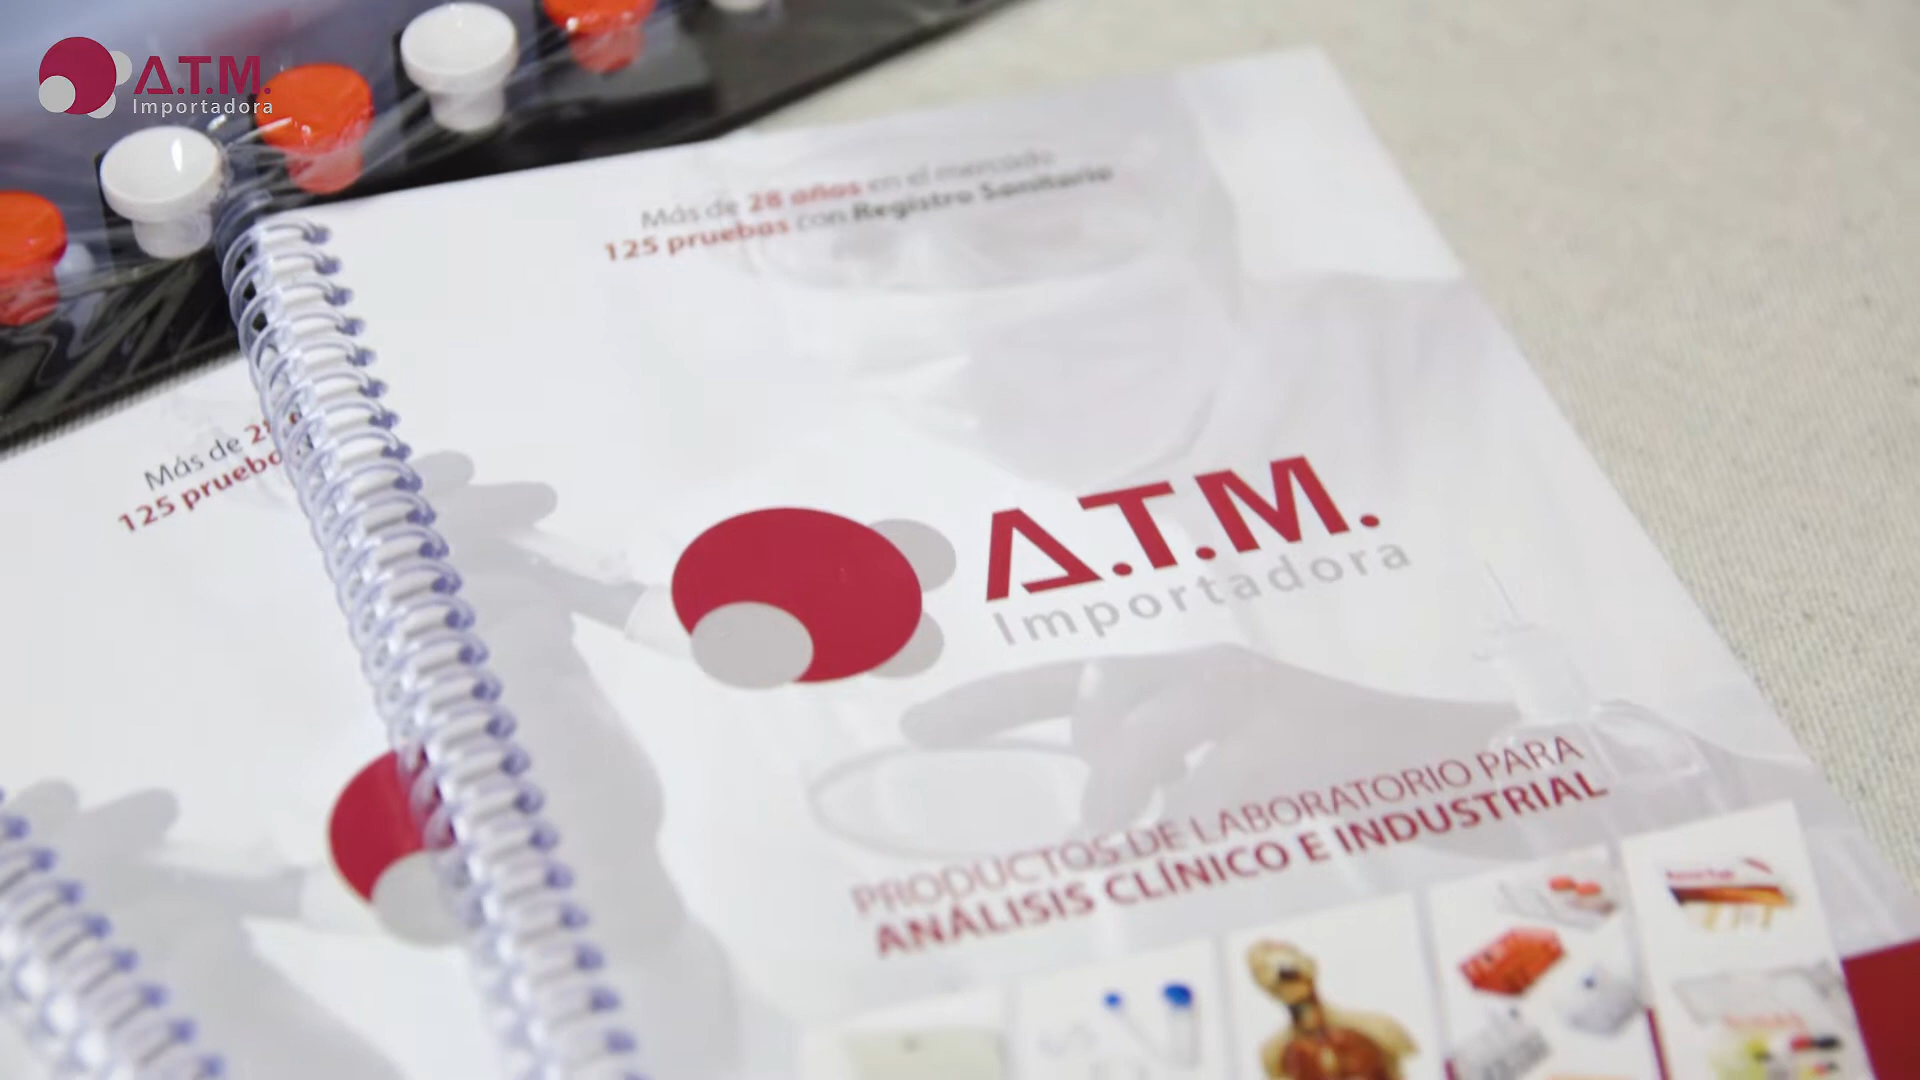 A.T.M.
Importadora
Más de 28 años en el mercado
125 pruebas con Registro Sanitario
Más de 28
125 prueb
A.T.M.
Importadora
PRODUCTOS DE LABORATORIO PARA
ANÁLISIS CLÍNICO E INDUSTRIAL